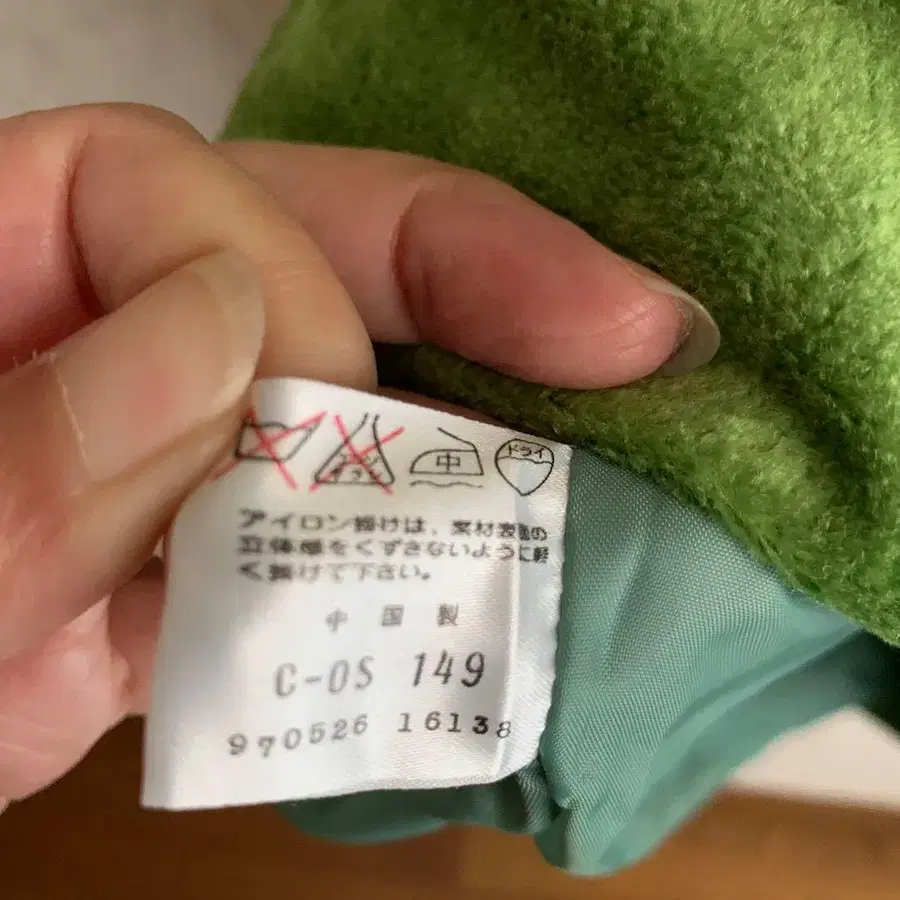 中 ドライ
アイロン掛けは、素材表面の
立体感をくずさないように軽
く掛けて下さい。
中国製
C-OS 149
970526 16138